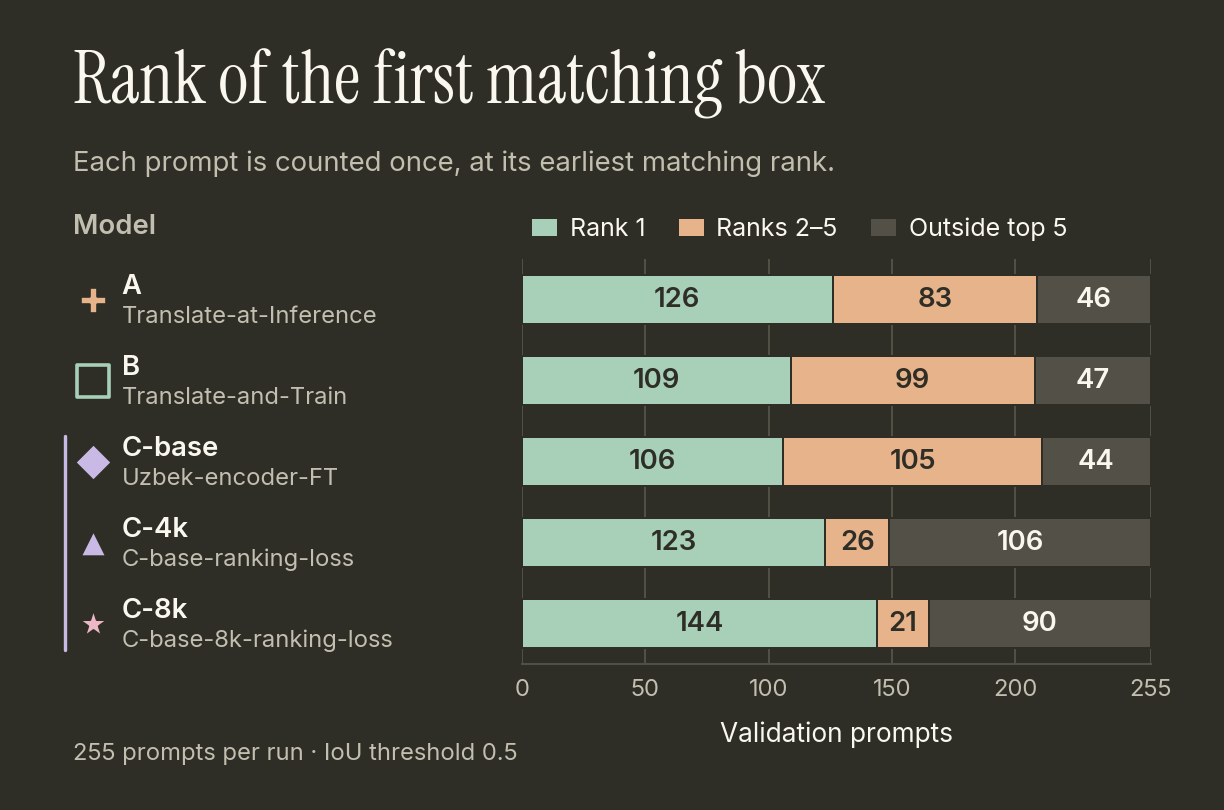 Rank of the first matching box
Each prompt is counted once, at its earliest matching rank.
Model
Rank 1 Ranks 2–5 Outside top 5
A
Translate-at-Inference
126 83 46
B
Translate-and-Train
109 99 47
C-base
Uzbek-encoder-FT
106 105 44
C-4k
C-base-ranking-loss
123 26 106
C-8k
C-base-8k-ranking-loss
144 21 90
0 50 100 150 200 255
Validation prompts
255 prompts per run · IoU threshold 0.5